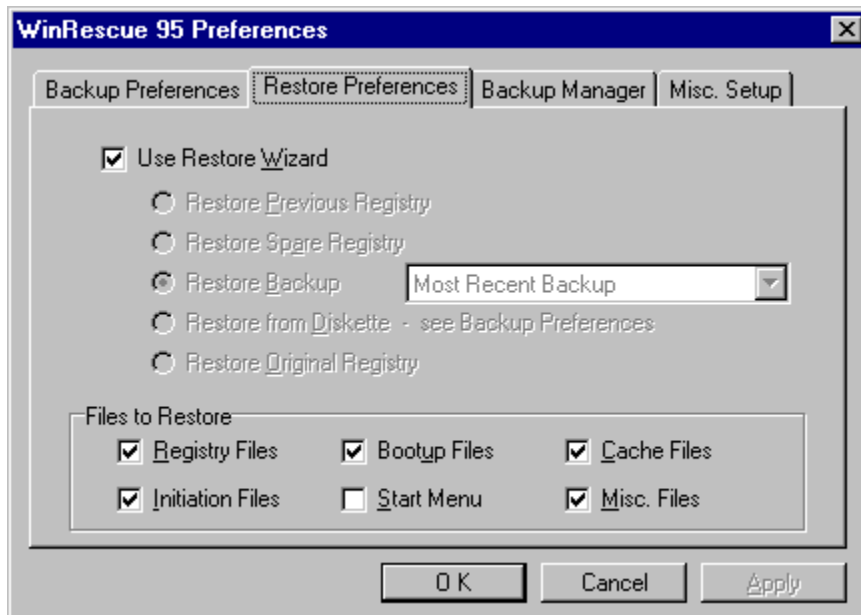 WinRescue 95 Preferences
Backup Preferences Restore Preferences Backup Manager Misc. Setup
Use Restore Wizard
Restore Previous Registry
Restore Spare Registry
Restore Backup Most Recent Backup
Restore from Diskette - see Backup Preferences
Restore Original Registry
Files to Restore
Registry Files Bootup Files Cache Files
Initiation Files Start Menu Misc. Files
O K Cancel Apply